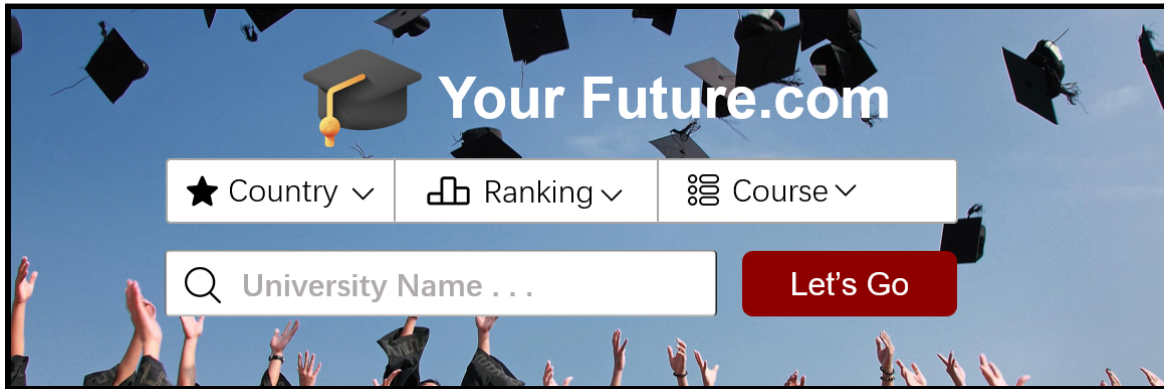 Your Future.com
Country Ranking Course
University Name . . .
Let's Go